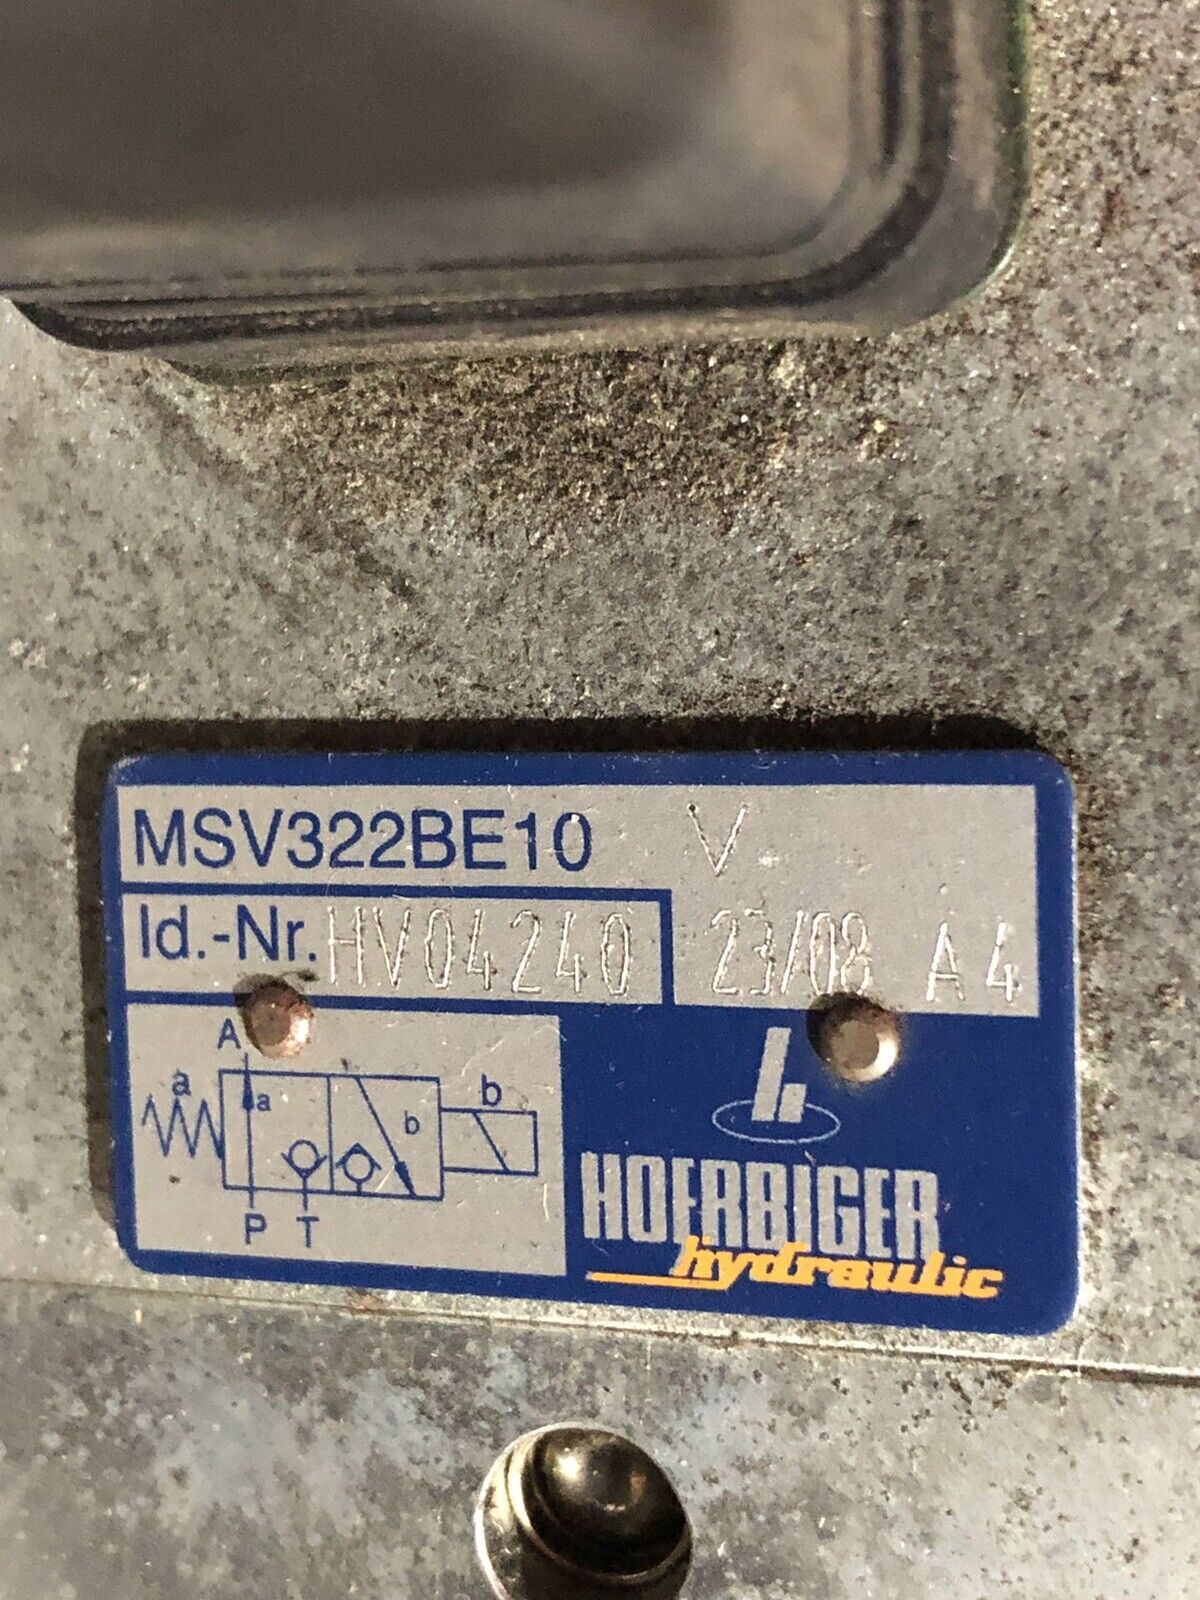 MSV322BE10 V
Id.-Nr. HV04240 23/08 A4
A
a a b b
P T
HOERBIGER
hydraulic